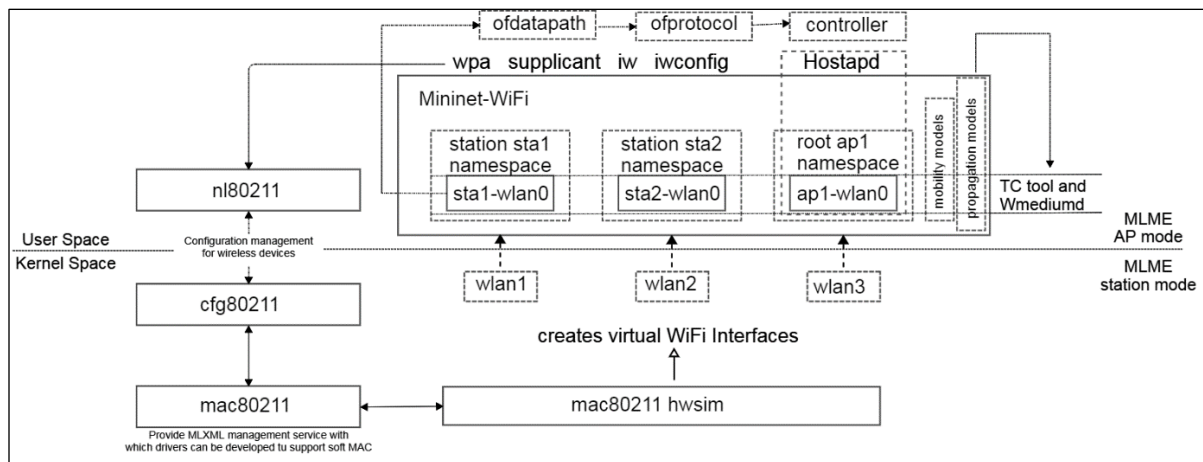 ofdatapath
ofprotocol
controller
wpa supplicant iw iwconfig
Hostapd
Mininet-WiFi
station sta1
namespace
sta1-wlan0
station sta2
namespace
sta2-wlan0
root ap1
namespace
ap1-wlan0
mobility models
propagation models
TC tool and
Wmediumd
nl80211
MLME
AP mode
User Space
Configuration management
for wireless devices
Kernel Space
MLME
station mode
wlan1
wlan2
wlan3
cfg80211
creates virtual WiFi Interfaces
mac80211
mac80211 hwsim
Provide MLXML management service with
which drivers can be developed tu support soft MAC